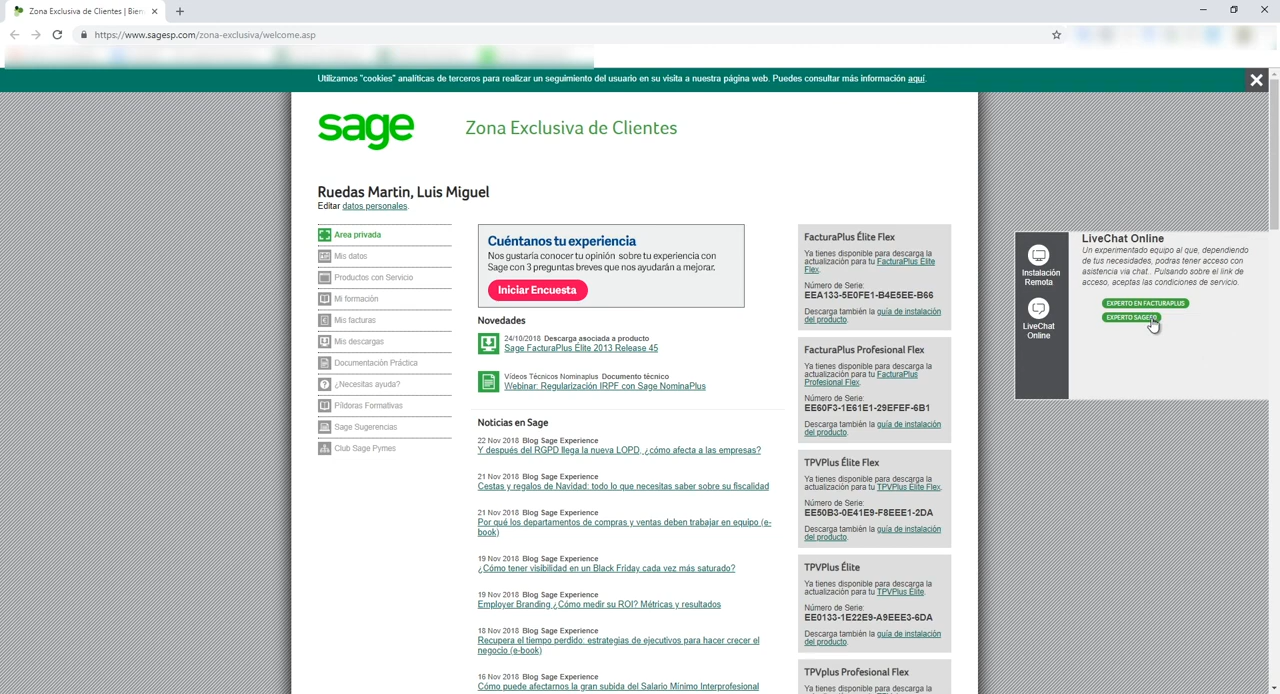 Zona Exclusiva de Clientes | Bien
https://www.sagesp.com/zona-exclusiva/welcome.asp
Utilizamos "cookies" analíticas de terceros para realizar un seguimiento del usuario en su visita a nuestra página web. Puedes consultar más información aquí.
sage
Zona Exclusiva de Clientes
Ruedas Martin, Luis Miguel
Editar datos personales.
Area privada
Mis datos
Productos con Servicio
Mi formación
Mis facturas
Mis descargas
Documentación Práctica
¿Necesitas ayuda?
Píldoras Formativas
Sage Sugerencias
Club Sage Pymes
Cuéntanos tu experiencia
Nos gustaría conocer tu opinión sobre tu experiencia con
Sage con 3 preguntas breves que nos ayudarán a mejorar.
Iniciar Encuesta
Novedades
24/10/2018 Descarga asociada a producto
Sage FacturaPlus Élite 2013 Release 45
Vídeos Técnicos Nominaplus Documento técnico
Webinar: Regularización IRPF con Sage NominaPlus
Noticias en Sage
22 Nov 2018 Blog Sage Experience
Y después del RGPD llega la nueva LOPD, ¿cómo afecta a las empresas?
21 Nov 2018 Blog Sage Experience
Cestas y regalos de Navidad: todo lo que necesitas saber sobre su fiscalidad
21 Nov 2018 Blog Sage Experience
Por qué los departamentos de compras y ventas deben trabajar en equipo (e-
book)
19 Nov 2018 Blog Sage Experience
¿Cómo tener visibilidad en un Black Friday cada vez más saturado?
19 Nov 2018 Blog Sage Experience
Employer Branding ¿Cómo medir su ROI? Métricas y resultados
18 Nov 2018 Blog Sage Experience
Recupera el tiempo perdido: estrategias de ejecutivos para hacer crecer el
negocio (e-book)
16 Nov 2018 Blog Sage Experience
Cómo puede afectarnos la gran subida del Salario Mínimo Interprofesional
FacturaPlus Élite Flex
Ya tienes disponible para descarga la
actualización para tu FacturaPlus Élite
Flex.
Número de Serie:
EEA133-5E0FE1-B4E5EE-B66
Descarga también la guía de instalación
del producto.
FacturaPlus Profesional Flex
Ya tienes disponible para descarga la
actualización para tu FacturaPlus
Profesional Flex.
Número de Serie:
EE60F3-1E61E1-29EFEF-6B1
Descarga también la guía de instalación
del producto.
TPVPlus Élite Flex
Ya tienes disponible para descarga la
actualización para tu TPVPlus Élite Flex.
Número de Serie:
EE50B3-0E41E9-F8EEE1-2DA
Descarga también la guía de instalación
del producto.
TPVPlus Élite
Ya tienes disponible para descarga la
actualización para tu TPVPlus Élite.
Número de Serie:
EE0133-1E22E9-A9EEE3-6DA
Descarga también la guía de instalación
del producto.
TPVplus Profesional Flex
Ya tienes disponible para descarga la
Instalación
Remota
LiveChat
Online
LiveChat Online
Un experimentado equipo al que, dependiendo
de tus necesidades, podras tener acceso con
asistencia via chat.. Pulsando sobre el link de
acceso, aceptas las condiciones de servicio.
EXPERTO EN FACTURAPLUS
EXPERTO SAGE50